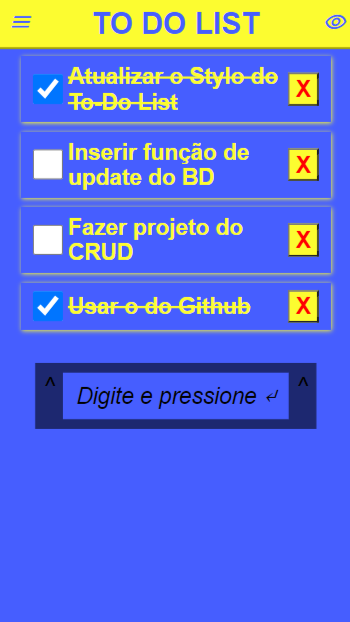 TO DO LIST
Atualizar o Stylo do
To-Do List
X
Inserir função de
update do BD
X
Fazer projeto do
CRUD
X
Usar o do Github
X
^ Digite e pressione ↵ ^